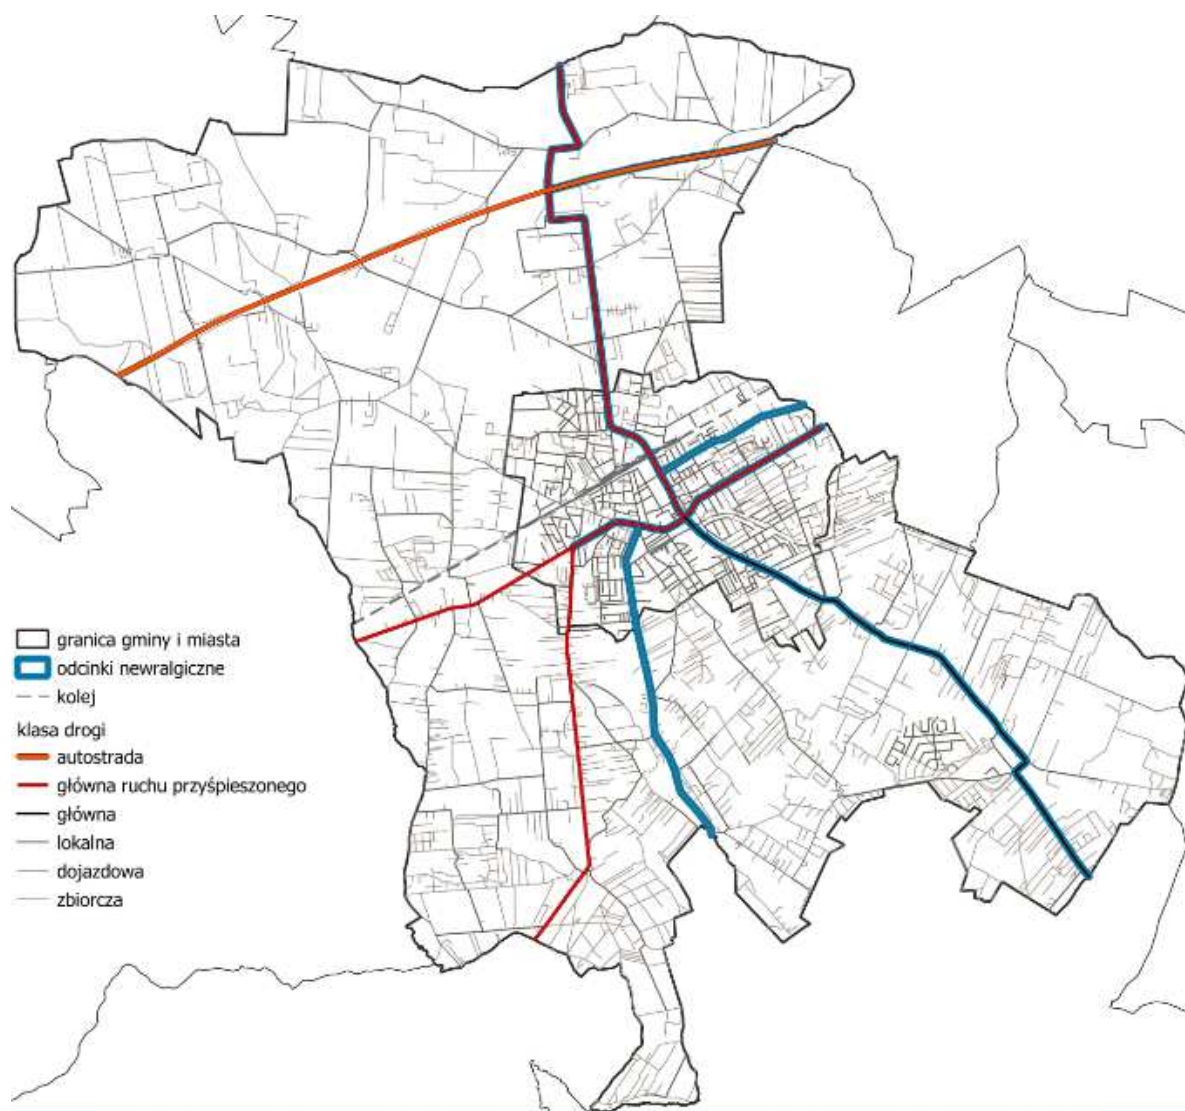 granica gminy i miasta
odcinki newralgiczne
kolej
klasa drogi
autostrada
główna ruchu przyśpieszonego
główna
lokalna
dojazdowa
zbiorcza